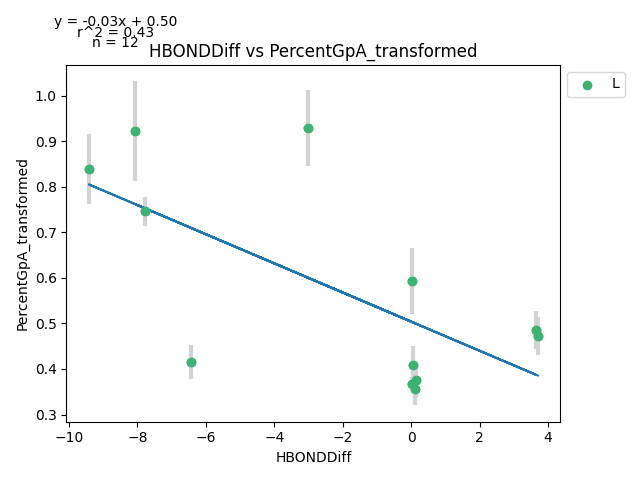 y = -0.03x + 0.50
r^2 = 0.43
n = 12
HBONDDiff vs PercentGpA_transformed
L
1.0
0.9
0.8
0.7
0.6
0.5
0.4
0.3
PercentGpA_transformed
−10 −8 −6 −4 −2 0 2 4
HBONDDiff